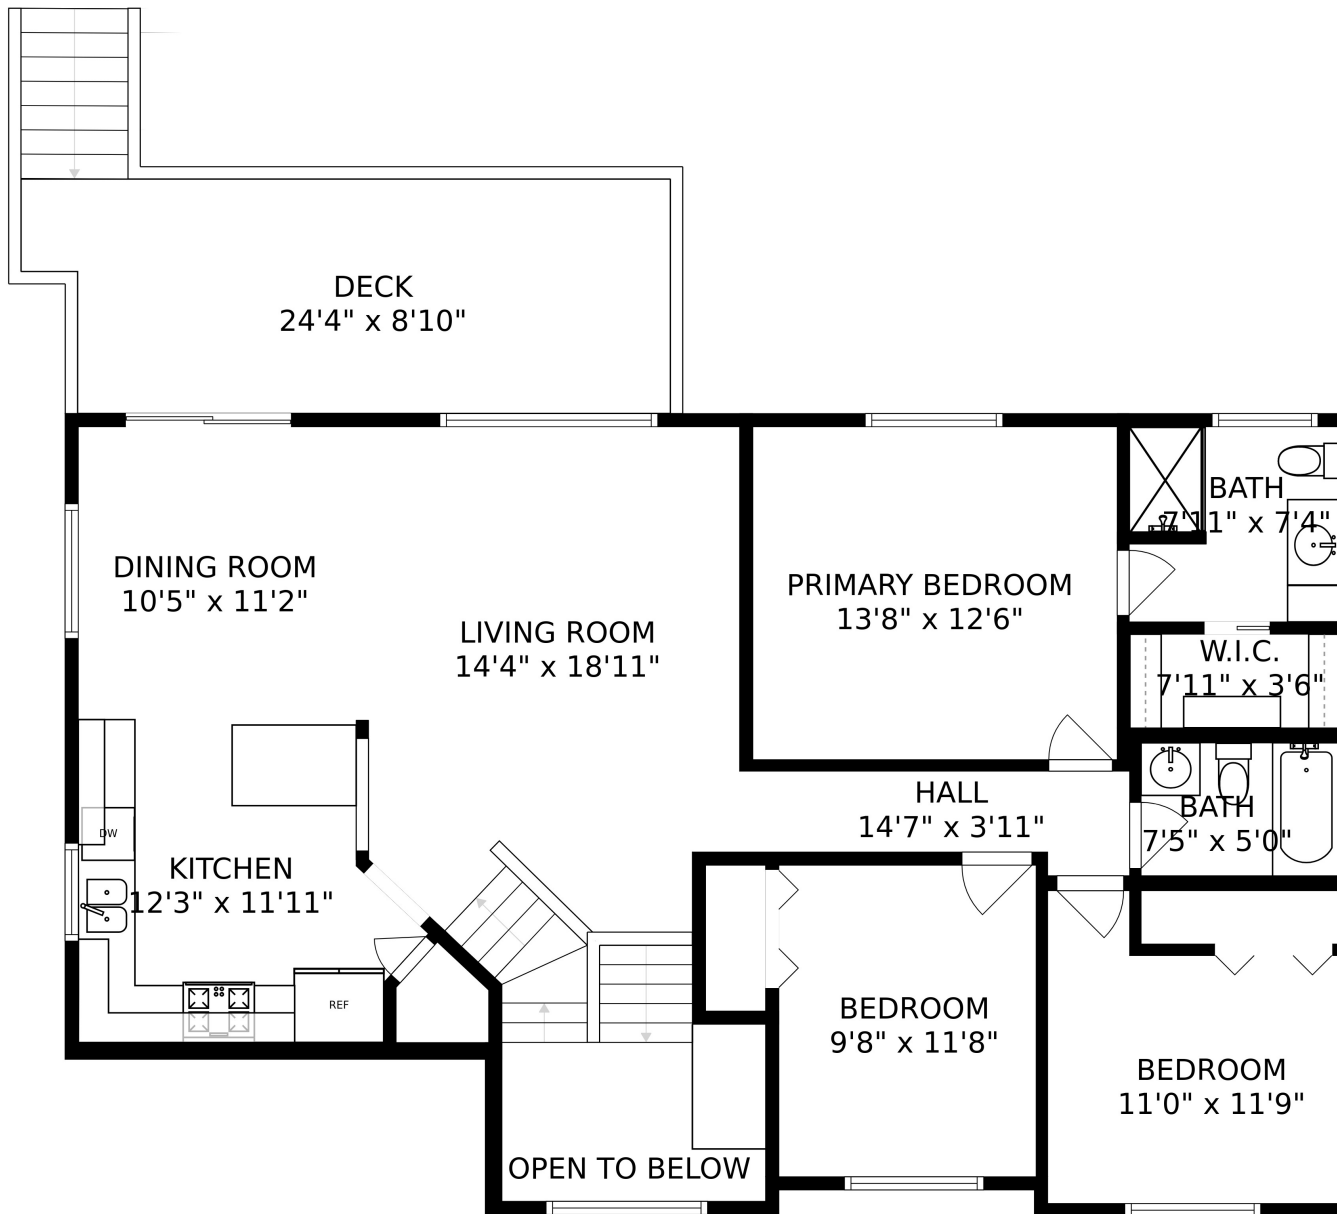 DECK
24'4" x 8'10"
BATH
7'11" x 7'4"
DINING ROOM
10'5" x 11'2"
PRIMARY BEDROOM
13'8" x 12'6"
LIVING ROOM
14'4" x 18'11"
W.I.C.
7'11" x 3'6"
HALL
14'7" x 3'11"
BATH
7'5" x 5'0"
DW
KITCHEN
12'3" x 11'11"
REF
BEDROOM
9'8" x 11'8"
BEDROOM
11'0" x 11'9"
OPEN TO BELOW